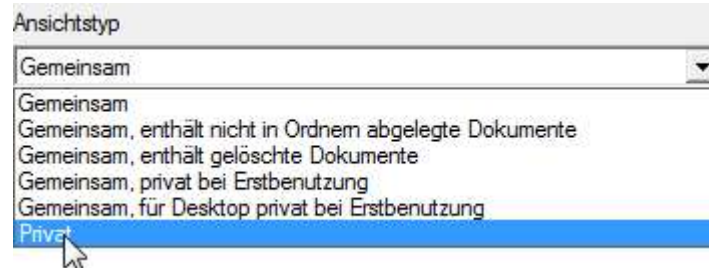 Ansichtstyp
Gemeinsam
Gemeinsam
Gemeinsam, enthält nicht in Ordnern abgelegte Dokumente
Gemeinsam, enthält gelöschte Dokumente
Gemeinsam, privat bei Erstbenutzung
Gemeinsam, für Desktop privat bei Erstbenutzung
Privat